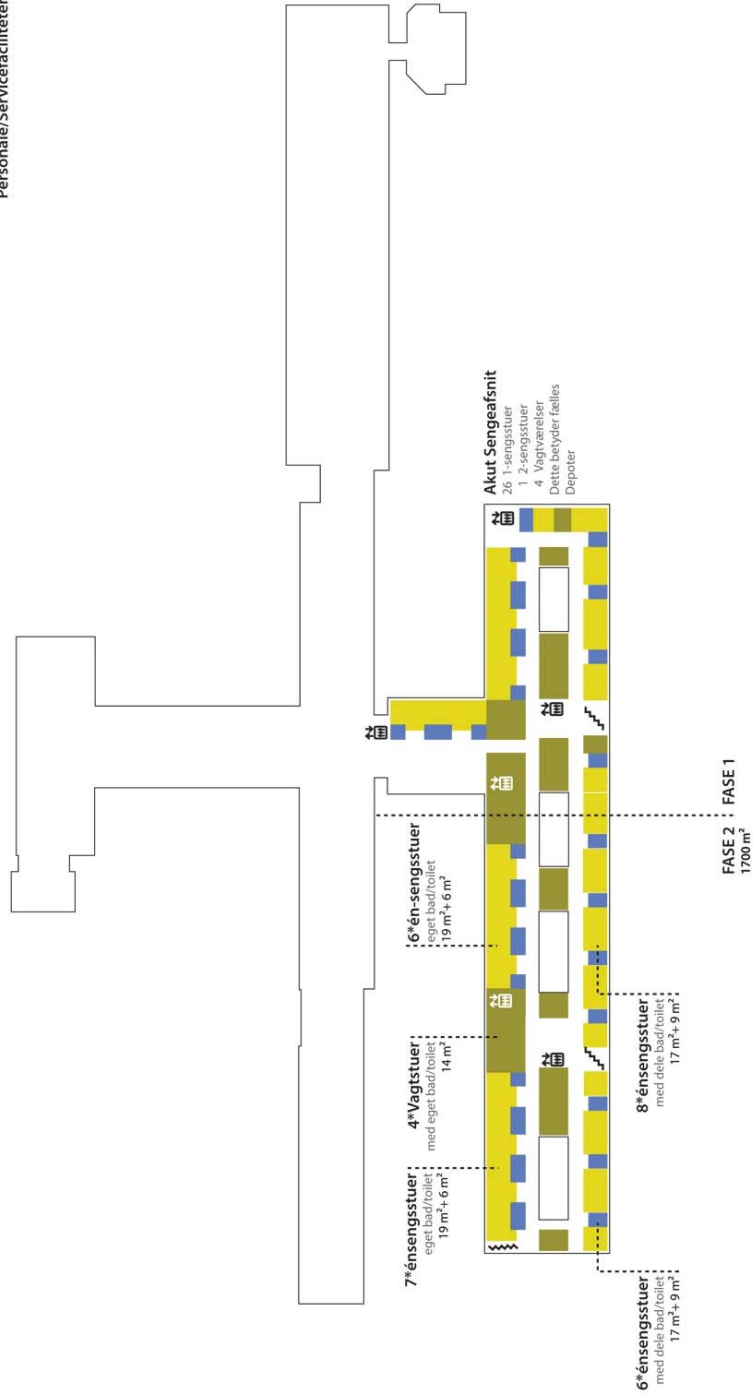 Personale/Servicefaciliteter
7*énsengsstuer
eget bad/toilet
19 m²+ 6 m²
4*Vagtstuer
med eget bad/toilet
14 m²
6*én-sengsstuer
eget bad/toilet
19 m²+ 6 m²
Akut Sengeafsnit
26 1-sengsstuer
1 2-sengsstuer
4 Vagtværelser
Dette betyder fælles
Depoter
6*énsengsstuer
med dele bad/toilet
17 m²+ 9 m²
8*énsengsstuer
med dele bad/toilet
17 m²+ 9 m²
FASE 2
1700 m²
FASE 1